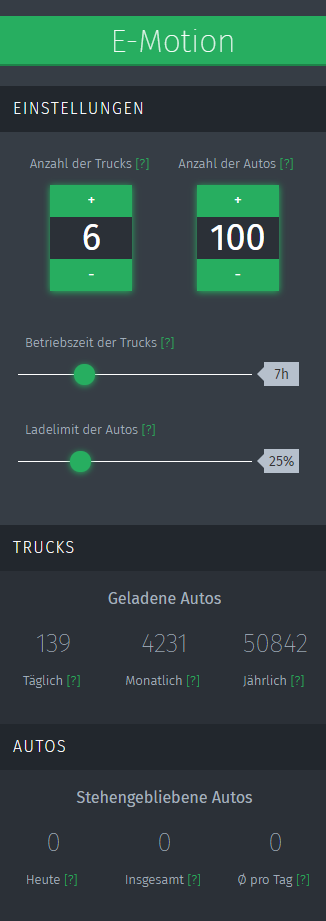 E-Motion
EINSTELLUNGEN
Anzahl der Trucks [?] Anzahl der Autos [?]
+ +
6 100
- -
Betriebszeit der Trucks [?]
7h
Ladelimit der Autos [?]
25%
TRUCKS
Geladene Autos
139 4231 50842
Täglich [?] Monatlich [?] Jährlich [?]
AUTOS
Stehengebliebene Autos
0 0 0
Heute [?] Insgesamt [?] Ø pro Tag [?]